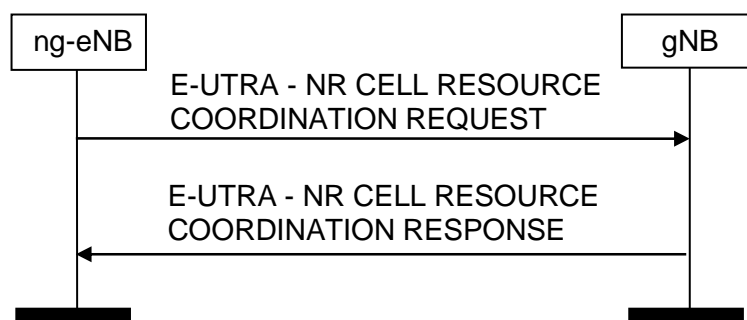 ng-eNB
gNB
E-UTRA - NR CELL RESOURCE
COORDINATION REQUEST
E-UTRA - NR CELL RESOURCE
COORDINATION RESPONSE